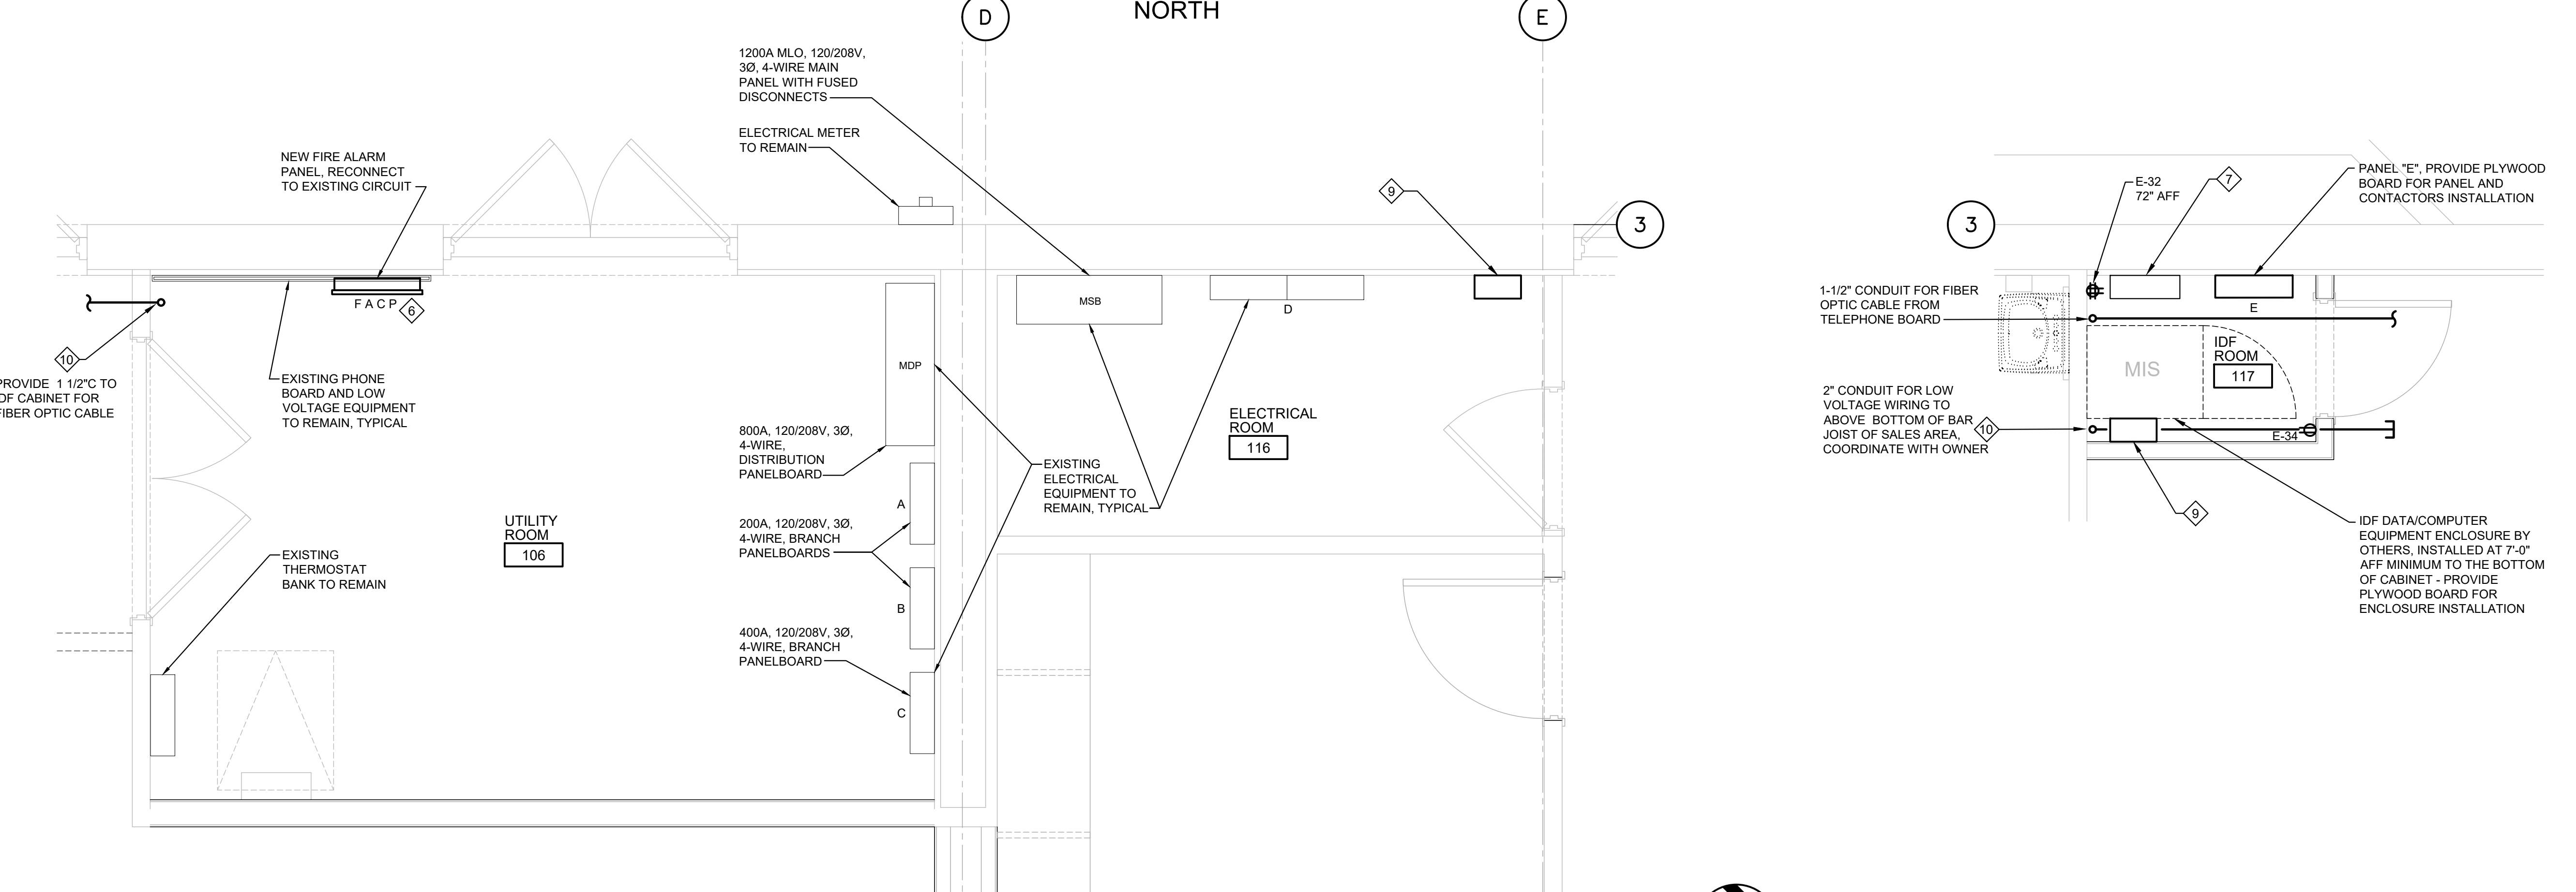 NORTH
D
E
1200A MLO, 120/208V,
3Ø, 4-WIRE MAIN
PANEL WITH FUSED
DISCONNECTS
ELECTRICAL METER
TO REMAIN
NEW FIRE ALARM
PANEL, RECONNECT
TO EXISTING CIRCUIT
9
3
F A C P
6
MSB
D
10
PROVIDE 1 1/2"C TO
DF CABINET FOR
FIBER OPTIC CABLE
EXISTING PHONE
BOARD AND LOW
VOLTAGE EQUIPMENT
TO REMAIN, TYPICAL
MDP
800A, 120/208V, 3Ø,
4-WIRE,
DISTRIBUTION
PANELBOARD
A
200A, 120/208V, 3Ø,
4-WIRE, BRANCH
PANELBOARDS
B
400A, 120/208V, 3Ø,
4-WIRE, BRANCH
PANELBOARD
C
EXISTING
ELECTRICAL
EQUIPMENT TO
REMAIN, TYPICAL
ELECTRICAL
ROOM
116
UTILITY
ROOM
106
EXISTING
THERMOSTAT
BANK TO REMAIN
3
E-32
72" AFF
7
PANEL "E", PROVIDE PLYWOOD
BOARD FOR PANEL AND
CONTACTORS INSTALLATION
1-1/2" CONDUIT FOR FIBER
OPTIC CABLE FROM
TELEPHONE BOARD
E
IDF
ROOM
117
MIS
2" CONDUIT FOR LOW
VOLTAGE WIRING TO
ABOVE BOTTOM OF BAR
JOIST OF SALES AREA,
COORDINATE WITH OWNER
10
E-34
9
IDF DATA/COMPUTER
EQUIPMENT ENCLOSURE BY
OTHERS, INSTALLED AT 7'-0"
AFF MINIMUM TO THE BOTTOM
OF CABINET - PROVIDE
PLYWOOD BOARD FOR
ENCLOSURE INSTALLATION